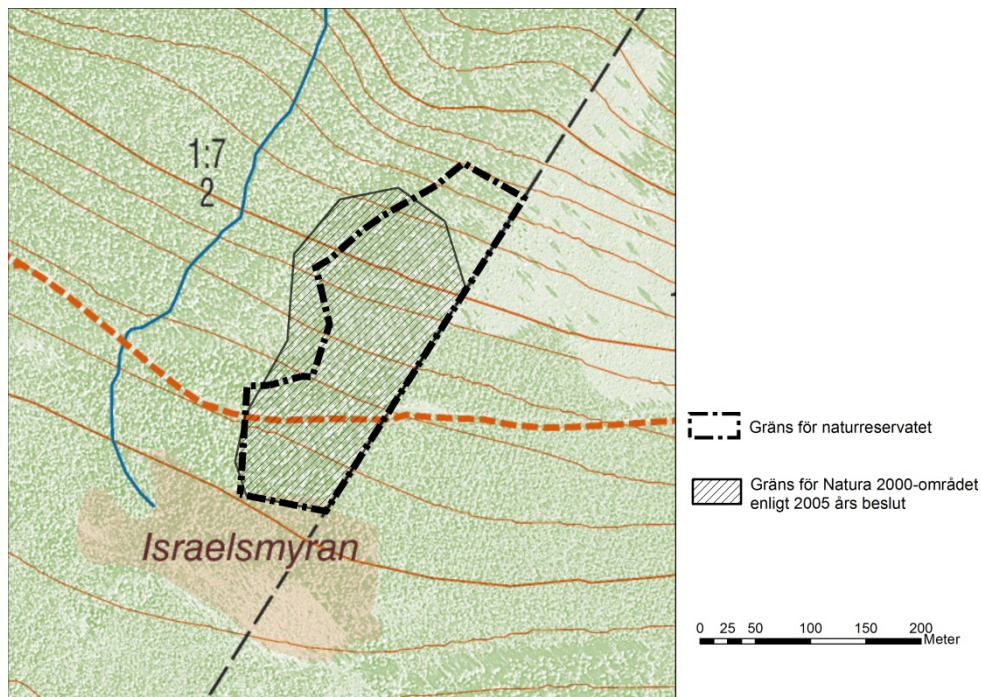 1:7
2
Israelsmyran
Gräns för naturreservatet
Gräns för Natura 2000-området
enligt 2005 års beslut
0 25 50 100 150 200
Meter